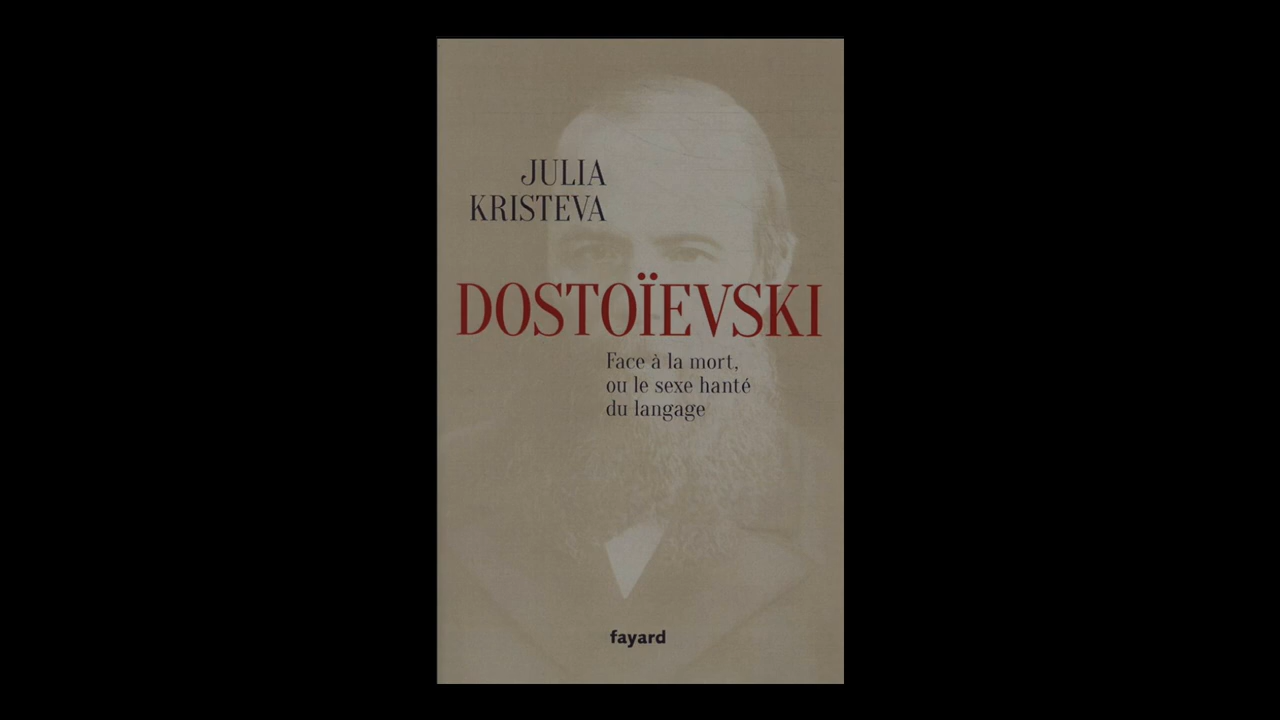 JULIA
KRISTEVA
DOSTOÏEVSKI
Face à la mort,
ou le sexe hanté
du langage
fayard